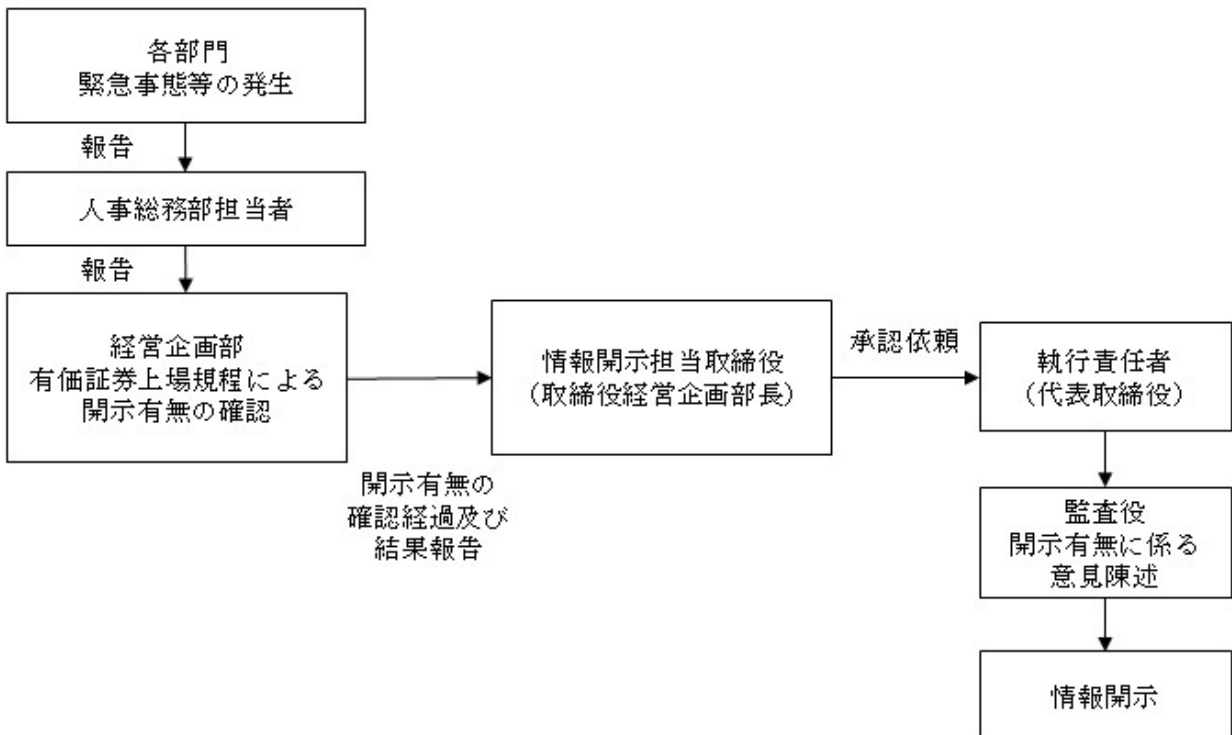 各部門
緊急事態等の発生
報告
人事総務部担当者
報告
経営企画部
有価証券上場規程による
開示有無の確認
開示有無の
確認経過及び
結果報告
情報開示担当取締役
（取締役経営企画部長）
承認依頼
執行責任者
（代表取締役）
監査役
開示有無に係る
意見陳述
情報開示